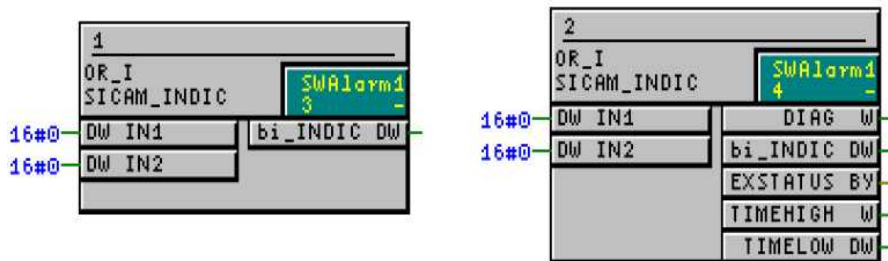 1
OR_I
SICAM_INDIC
SWAlarm1
3 -
16#0 DW IN1 bi_INDIC DW
16#0 DW IN2
2
OR_I
SICAM_INDIC
SWAlarm1
4 -
16#0 DW IN1 DIAG W
16#0 DW IN2 bi_INDIC DW
EXSTATUS BY
TIMEHIGH W
TIMELOW DW